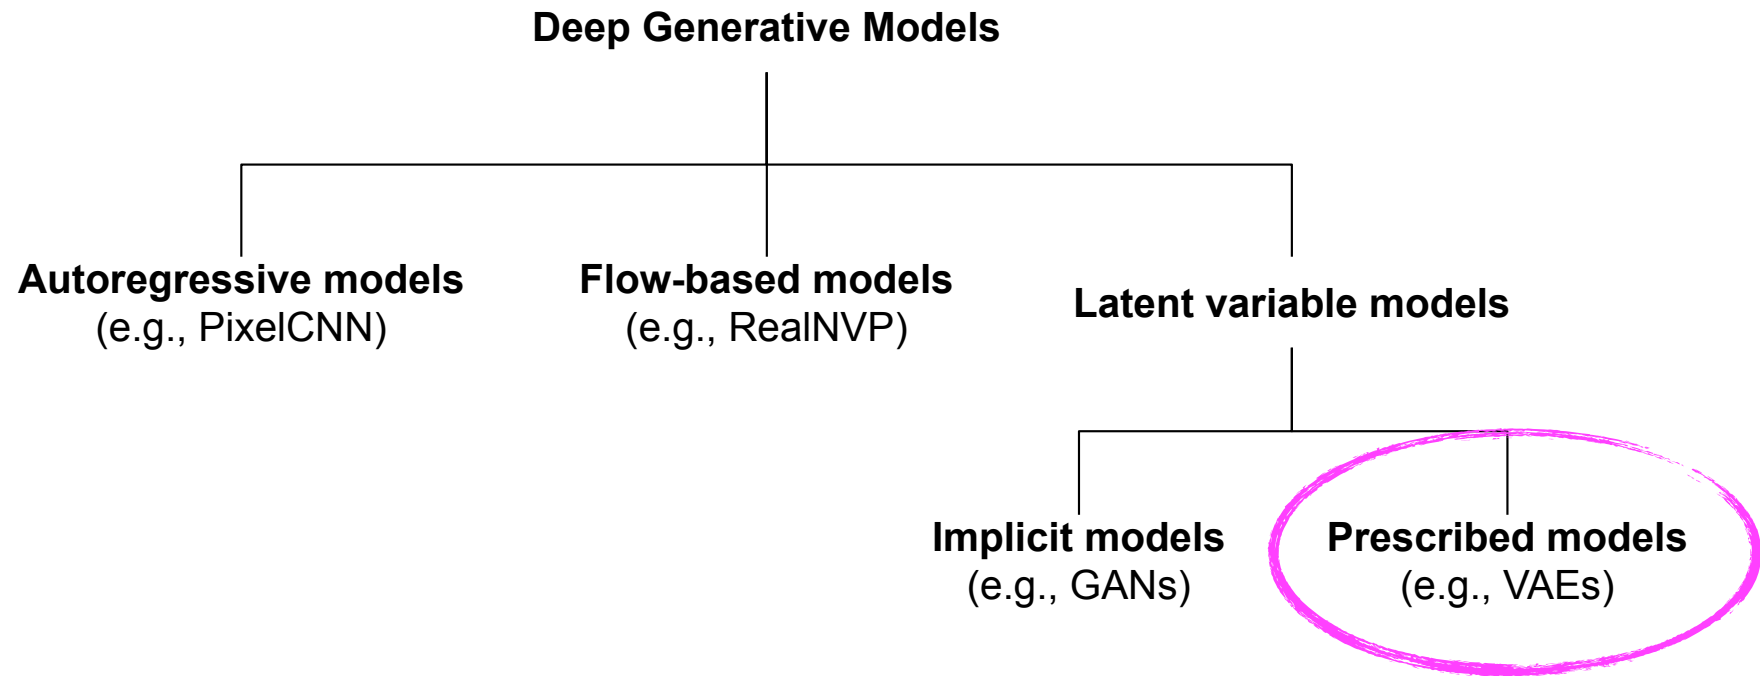 Deep Generative Models
Autoregressive models
(e.g., PixelCNN)
Flow-based models
(e.g., RealNVP)
Latent variable models
Implicit models
(e.g., GANs)
Prescribed models
(e.g., VAEs)